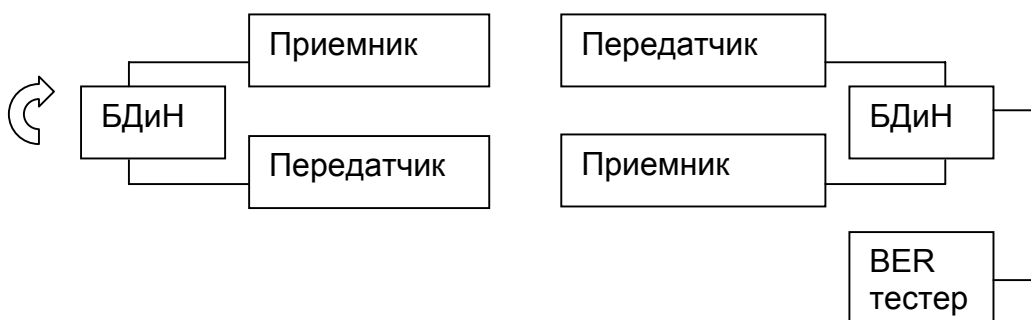 Приемник
Передатчик
БДиН
БДиН
Передатчик
Приемник
BER
тестер